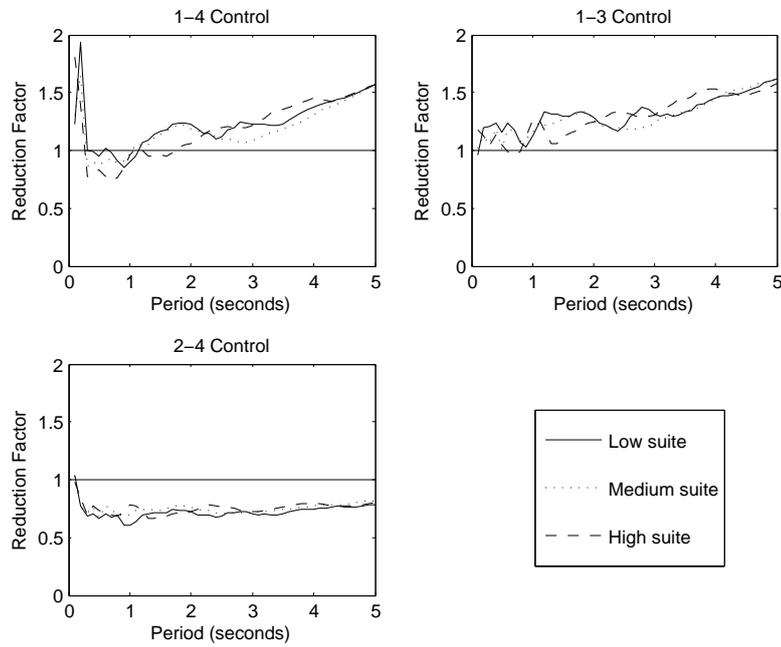 1−4 Control
2
1.5
1
0.5
0
Reduction Factor
0 1 2 3 4 5
Period (seconds)
1−3 Control
2
1.5
1
0.5
0
Reduction Factor
0 1 2 3 4 5
Period (seconds)
2−4 Control
2
1.5
1
0.5
0
Reduction Factor
0 1 2 3 4 5
Period (seconds)
Low suite
Medium suite
High suite